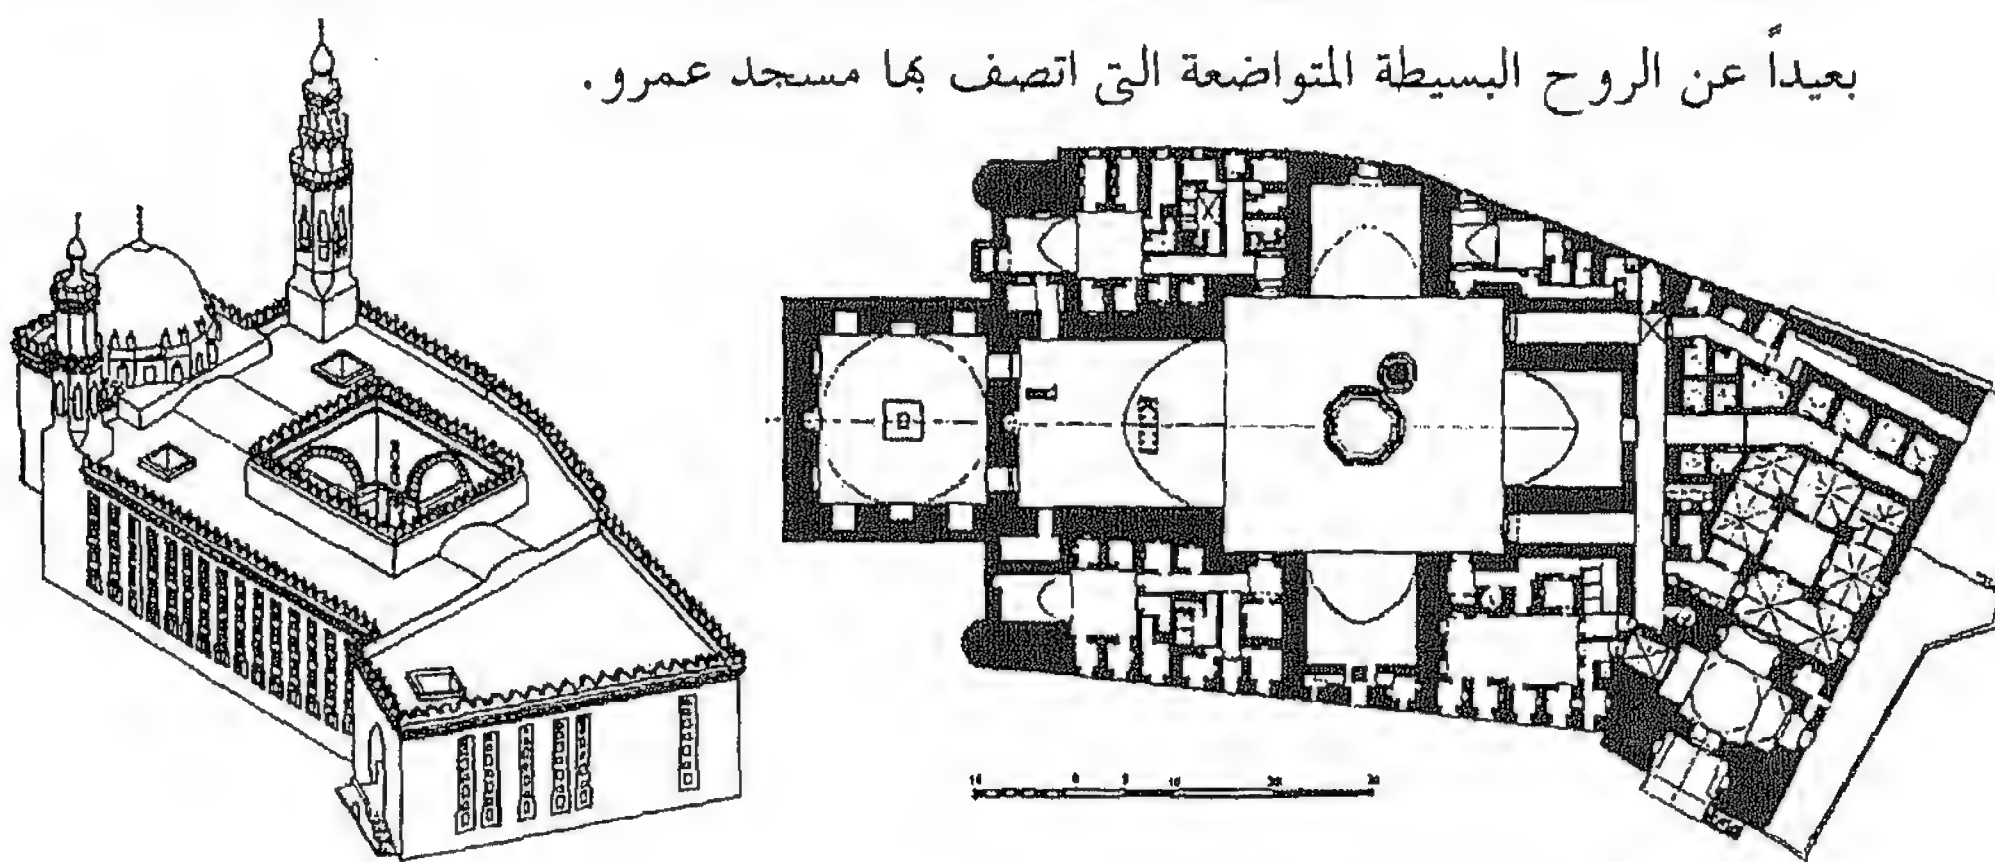 بعيداً عن الروح البسيطة المتواضعة التى اتصف بها مسجد عمرو.